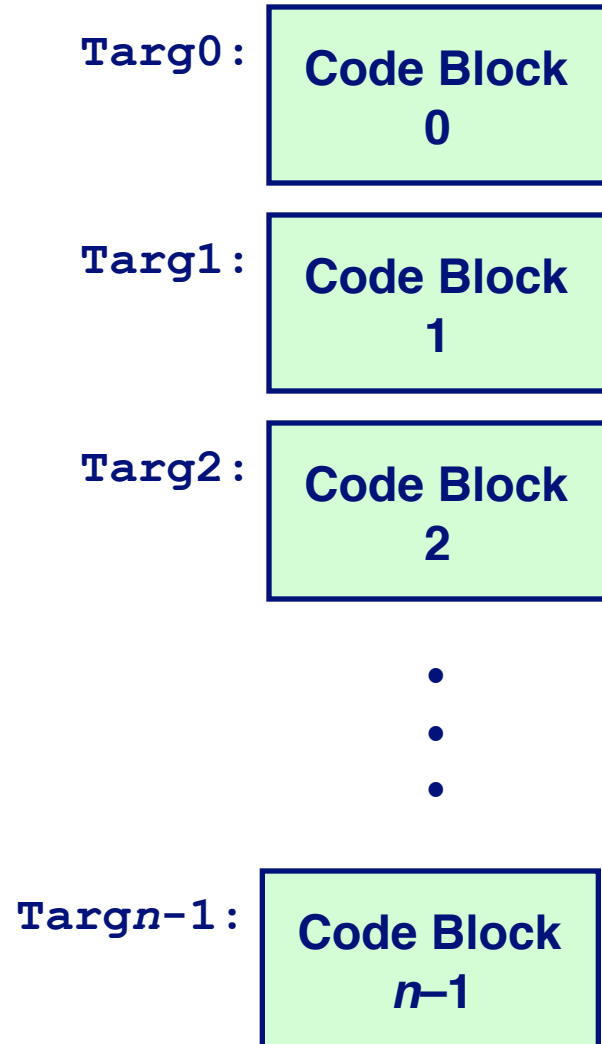 Targ0:
Code Block
0
Targ1:
Code Block
1
Targ2:
Code Block
2
•
•
•
Targn-1:
Code Block
n–1